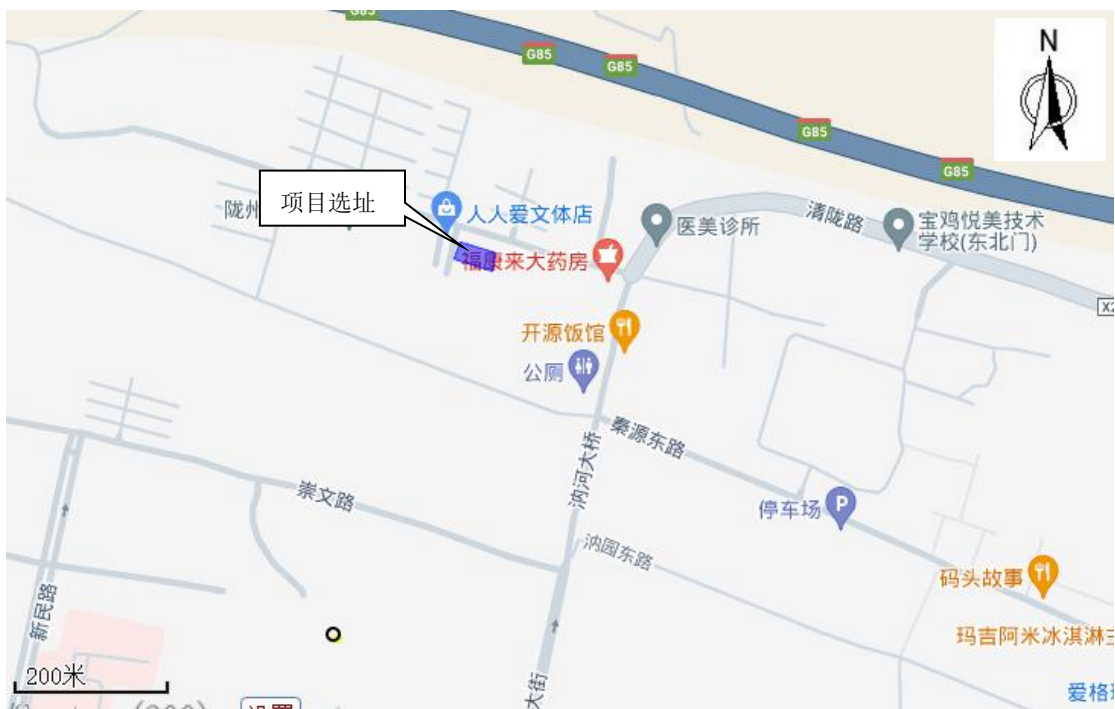 G85
G85
G85
N
G85
G85
项目选址
陇州
人人爱文体店
医美诊所
清陇路
宝鸡悦美技术
学校(东北门)
福康来大药房
X2
开源饭馆
公厕
秦源东路
汭河大桥
崇文路
停车场
P
汭园东路
码头故事
新民路
玛吉阿米冰淇淋主
200米
大街
爱格